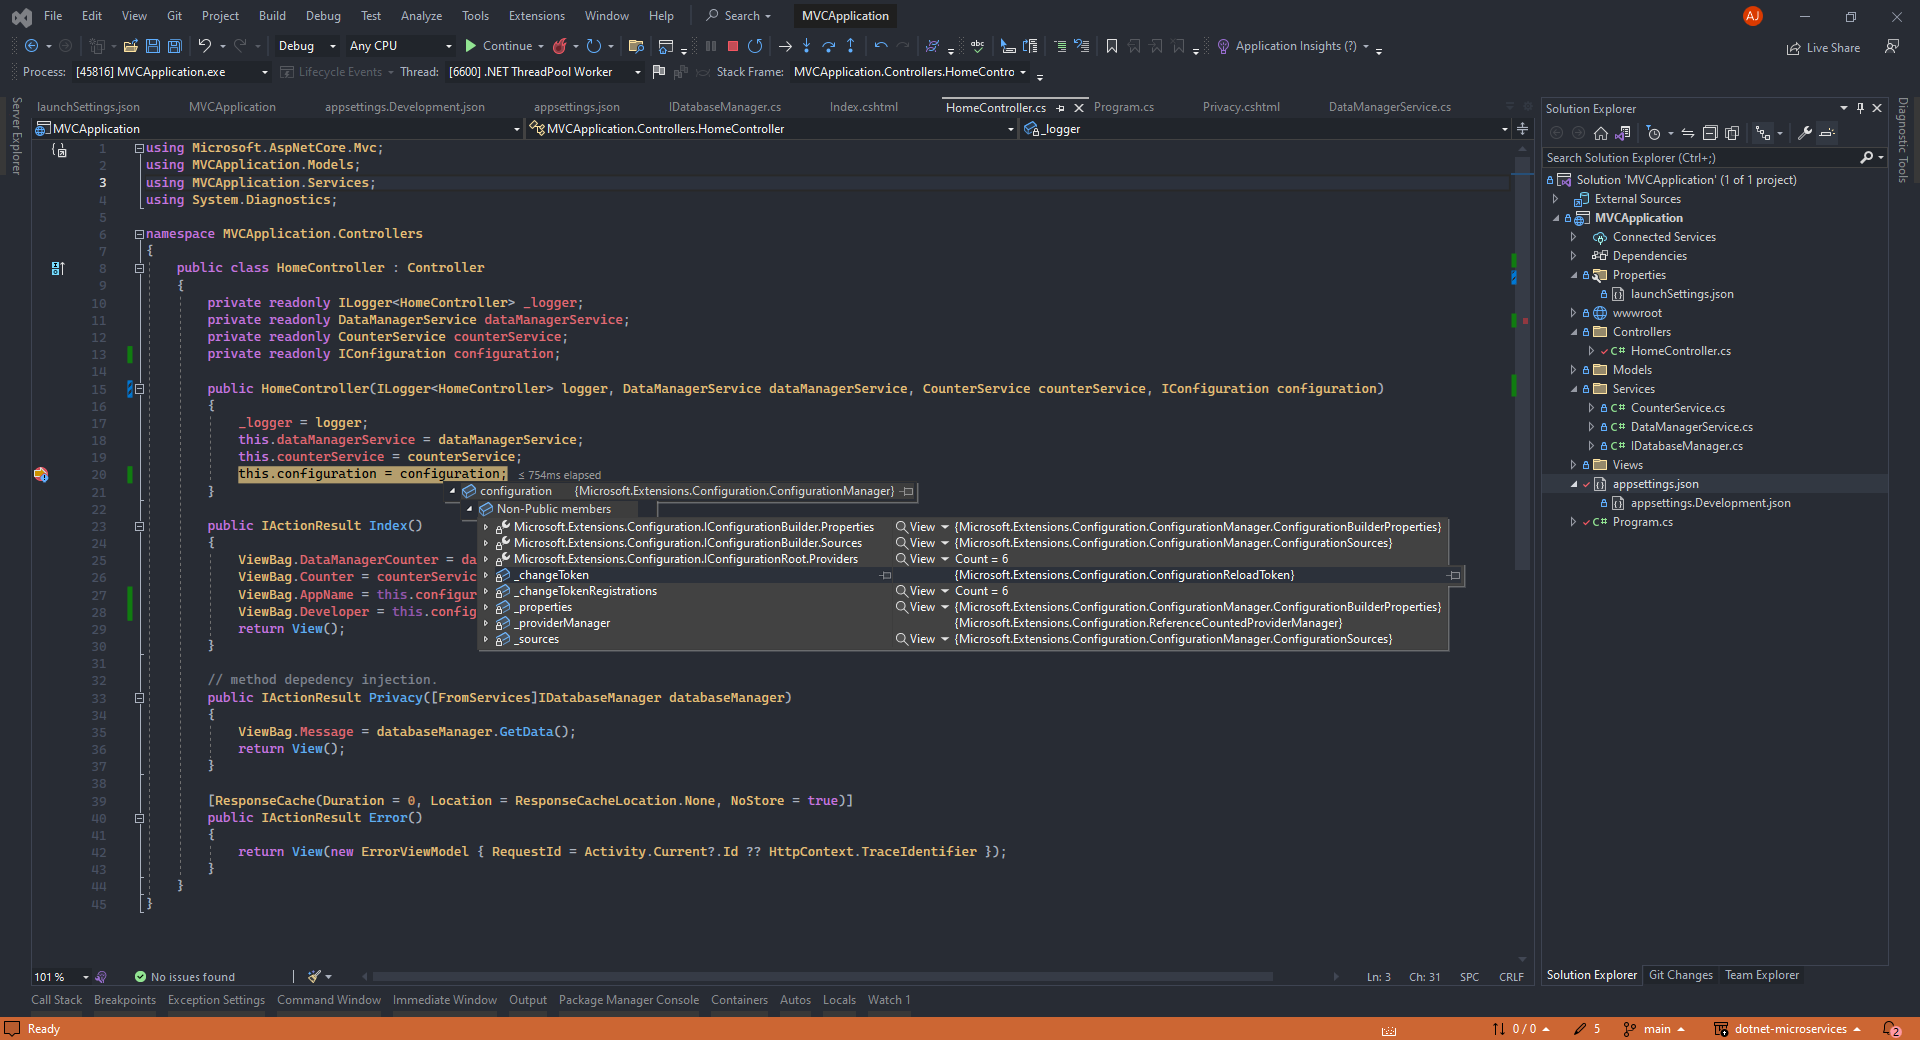 File Edit View Git Project Build Debug Test Analyze Tools Extensions Window Help Search MVCApplication AJ
Debug Any CPU Continue Application Insights (?) Live Share
Process: [45816] MVCApplication.exe Lifecycle Events Thread: [6600] .NET ThreadPool Worker Stack Frame: MVCApplication.Controllers.HomeContro
Server Explorer
launchSettings.json MVCApplication appsettings.Development.json appsettings.json IDatabaseManager.cs Index.cshtml HomeController.cs Program.cs Privacy.cshtml DataManagerService.cs
MVCApplication MVCApplication.Controllers.HomeController _logger
1 using Microsoft.AspNetCore.Mvc;
2 using MVCApplication.Models;
3 using MVCApplication.Services;
4 using System.Diagnostics;
5
6 namespace MVCApplication.Controllers
7 {
8 public class HomeController : Controller
9 {
10 private readonly ILogger<HomeController> _logger;
11 private readonly DataManagerService dataManagerService;
12 private readonly CounterService counterService;
13 private readonly IConfiguration configuration;
14
15 public HomeController(ILogger<HomeController> logger, DataManagerService dataManagerService, CounterService counterService, IConfiguration configuration)
16 {
17 _logger = logger;
18 this.dataManagerService = dataManagerService;
19 this.counterService = counterService;
20 this.configuration = configuration; ≤ 754ms elapsed
21 }
configuration {Microsoft.Extensions.Configuration.ConfigurationManager}
22
Non-Public members
23 public IActionResult Index()
Microsoft.Extensions.Configuration.IConfigurationBuilder.Properties View {Microsoft.Extensions.Configuration.ConfigurationManager.ConfigurationBuilderProperties}
24 {
Microsoft.Extensions.Configuration.IConfigurationBuilder.Sources View {Microsoft.Extensions.Configuration.ConfigurationManager.ConfigurationSources}
25 ViewBag.DataManagerCounter = da
Microsoft.Extensions.Configuration.IConfigurationRoot.Providers View Count = 6
26 ViewBag.Counter = counterServic
_changeToken {Microsoft.Extensions.Configuration.ConfigurationReloadToken}
27 ViewBag.AppName = this.configur
_changeTokenRegistrations View Count = 6
28 ViewBag.Developer = this.config
_properties View {Microsoft.Extensions.Configuration.ConfigurationManager.ConfigurationBuilderProperties}
29 return View();
_providerManager {Microsoft.Extensions.Configuration.ReferenceCountedProviderManager}
30 }
_sources View {Microsoft.Extensions.Configuration.ConfigurationManager.ConfigurationSources}
31
32 // method depedency injection.
33 public IActionResult Privacy([FromServices]IDatabaseManager databaseManager)
34 {
35 ViewBag.Message = databaseManager.GetData();
36 return View();
37 }
38
39 [ResponseCache(Duration = 0, Location = ResponseCacheLocation.None, NoStore = true)]
40 public IActionResult Error()
41 {
42 return View(new ErrorViewModel { RequestId = Activity.Current?.Id ?? HttpContext.TraceIdentifier });
43 }
44 }
45 }
101 % No issues found Ln: 3 Ch: 31 SPC CRLF
Solution Explorer
Search Solution Explorer (Ctrl+;)
Solution 'MVCApplication' (1 of 1 project)
External Sources
MVCApplication
Connected Services
Dependencies
Properties
launchSettings.json
wwwroot
Controllers
C# HomeController.cs
Models
Services
C# CounterService.cs
C# DataManagerService.cs
C# IDatabaseManager.cs
Views
appsettings.json
appsettings.Development.json
C# Program.cs
Solution Explorer Git Changes Team Explorer
Diagnostic Tools
Call Stack Breakpoints Exception Settings Command Window Immediate Window Output Package Manager Console Containers Autos Locals Watch 1
Ready 0 / 0 5 main dotnet-microservices 2